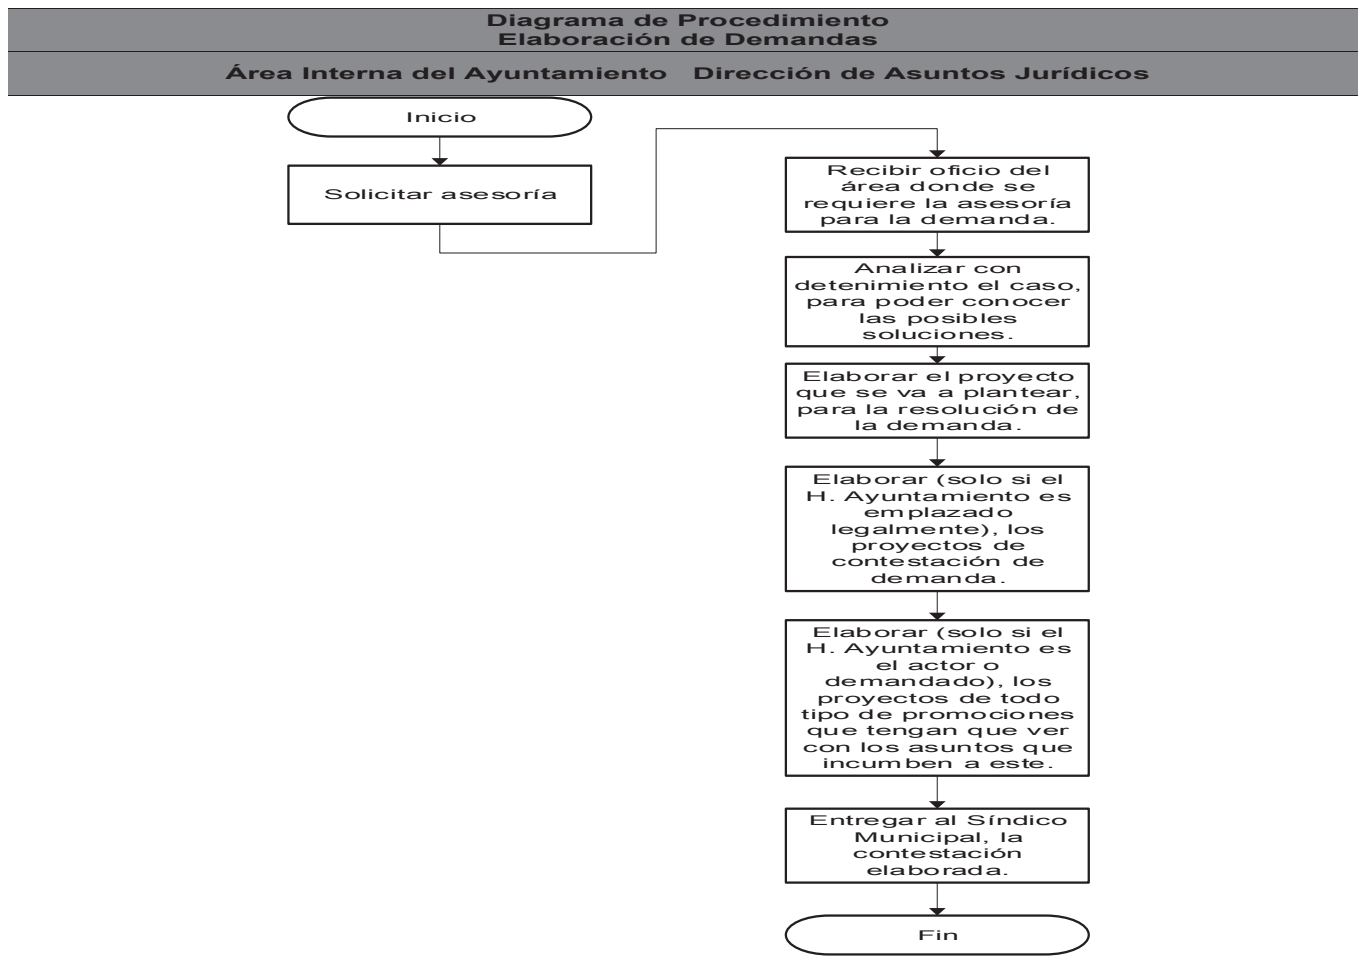 Diagrama de Procedimiento
Elaboración de Demandas
Área Interna del Ayuntamiento Dirección de Asuntos Jurídicos
Inicio
Solicitar asesoría
Recibir oficio del
área donde se
requiere la asesoría
para la demanda.
Analizar con
detenimiento el caso,
para poder conocer
las posibles
soluciones.
Elaborar el proyecto
que se va a plantear,
para la resolución de
la demanda.
Elaborar (solo si el
H. Ayuntamiento es
emplazado
legalmente), los
proyectos de
contestación de
demanda.
Elaborar (solo si el
H. Ayuntamiento es
el actor o
demandado), los
proyectos de todo
tipo de promociones
que tengan que ver
con los asuntos que
incumben a este.
Entregar al Síndico
Municipal, la
contestación
elaborada.
Fin